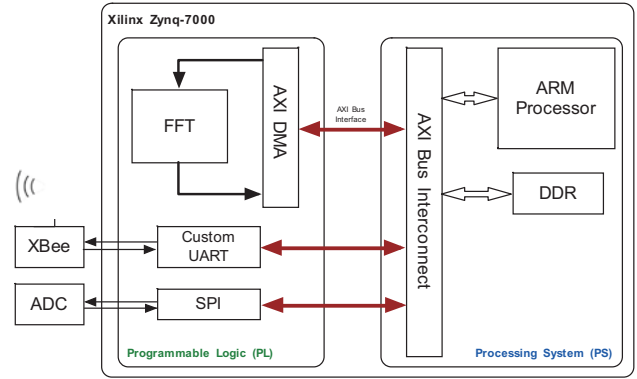 Xilinx Zynq-7000
FFT
AXI DMA
AXI Bus
Interface
AXI Bus Interconnect
ARM
Processor
DDR
XBee
Custom
UART
ADC
SPI
Programmable Logic (PL)
Processing System (PS)